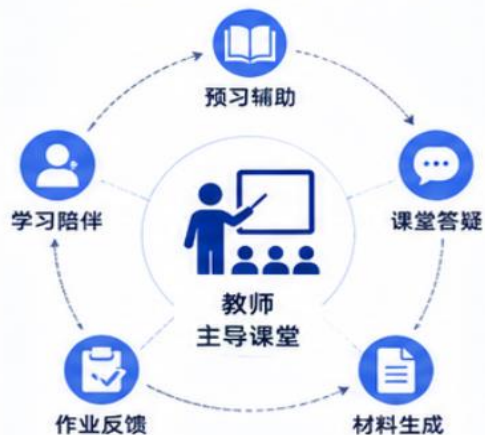 预习辅助
学习陪伴
课堂答疑
教师
主导课堂
作业反馈
材料生成